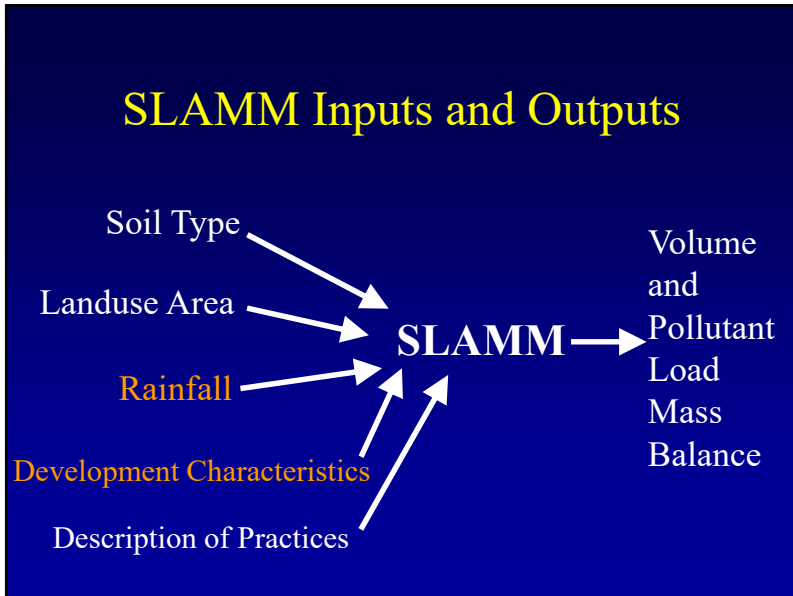 SLAMM Inputs and Outputs
Soil Type
Landuse Area
Rainfall
Development Characteristics
Description of Practices
SLAMM
Volume
and
Pollutant
Load
Mass
Balance